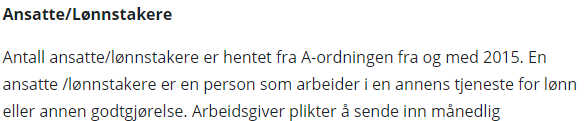 Ansatte/Lønnstakere
Antall ansatte/lønnstakere er hentet fra A-ordningen fra og med 2015. En
ansatte /lønnstakere er en person som arbeider i en annens tjeneste for lønn
eller annen godtgjørelse. Arbeidsgiver plikter å sende inn månedlig